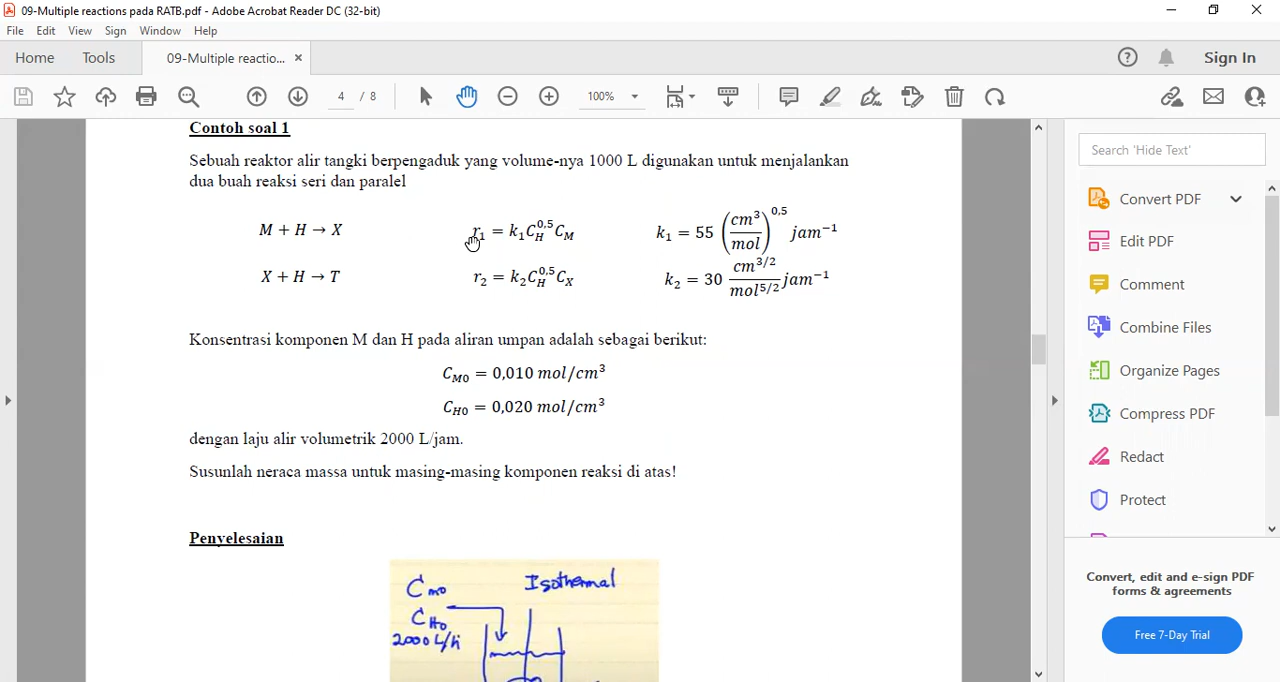 09-Multiple reactions pada RATB.pdf - Adobe Acrobat Reader DC (32-bit)
File Edit View Sign Window Help
Home Tools 09-Multiple reactio... × Sign In
4 / 8 100%
Contoh soal 1
Sebuah reaktor alir tangki berpengaduk yang volume-nya 1000 L digunakan untuk menjalankan
dua buah reaksi seri dan paralel
M + H → X r₁ = k₁C_H^0,5 C_M k₁ = 55 (cm³/mol)^0,5 jam⁻¹
X + H → T r₂ = k₂C_H^0,5 C_X k₂ = 30 cm^3/2/mol^5/2 jam⁻¹
Konsentrasi komponen M dan H pada aliran umpan adalah sebagai berikut:
C_M0 = 0,010 mol/cm³
C_H0 = 0,020 mol/cm³
dengan laju alir volumetrik 2000 L/jam.
Susunlah neraca massa untuk masing-masing komponen reaksi di atas!
Penyelesaian
C_mo Isothermal
C_Ho
2000 L/h
Search 'Hide Text'
Convert PDF
Edit PDF
Comment
Combine Files
Organize Pages
Compress PDF
Redact
Protect
Convert, edit and e-sign PDF
forms & agreements
Free 7-Day Trial